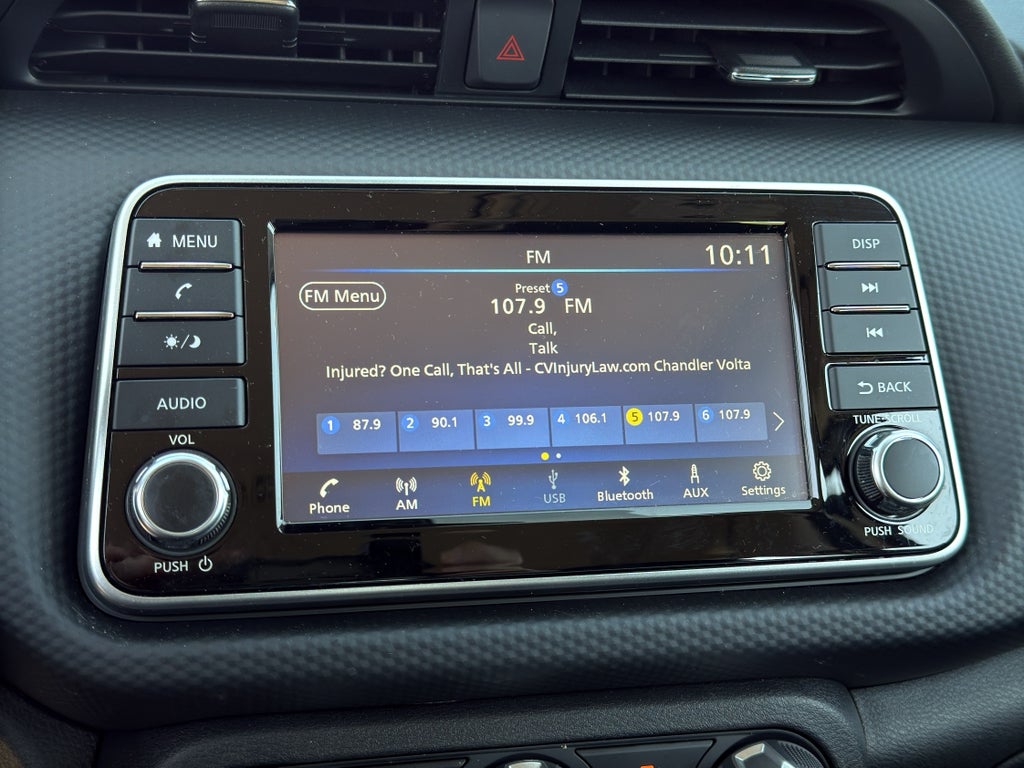 MENU
AUDIO
VOL
PUSH
FM
10:11
FM Menu
Preset 5
107.9 FM
Call,
Talk
Injured? One Call, That's All - CVInjuryLaw.com Chandler Volta
1 87.9 2 90.1 3 99.9 4 106.1 5 107.9 6 107.9
Phone AM FM USB Bluetooth AUX Settings
DISP
BACK
TUNE·SCROLL
PUSH SOUND